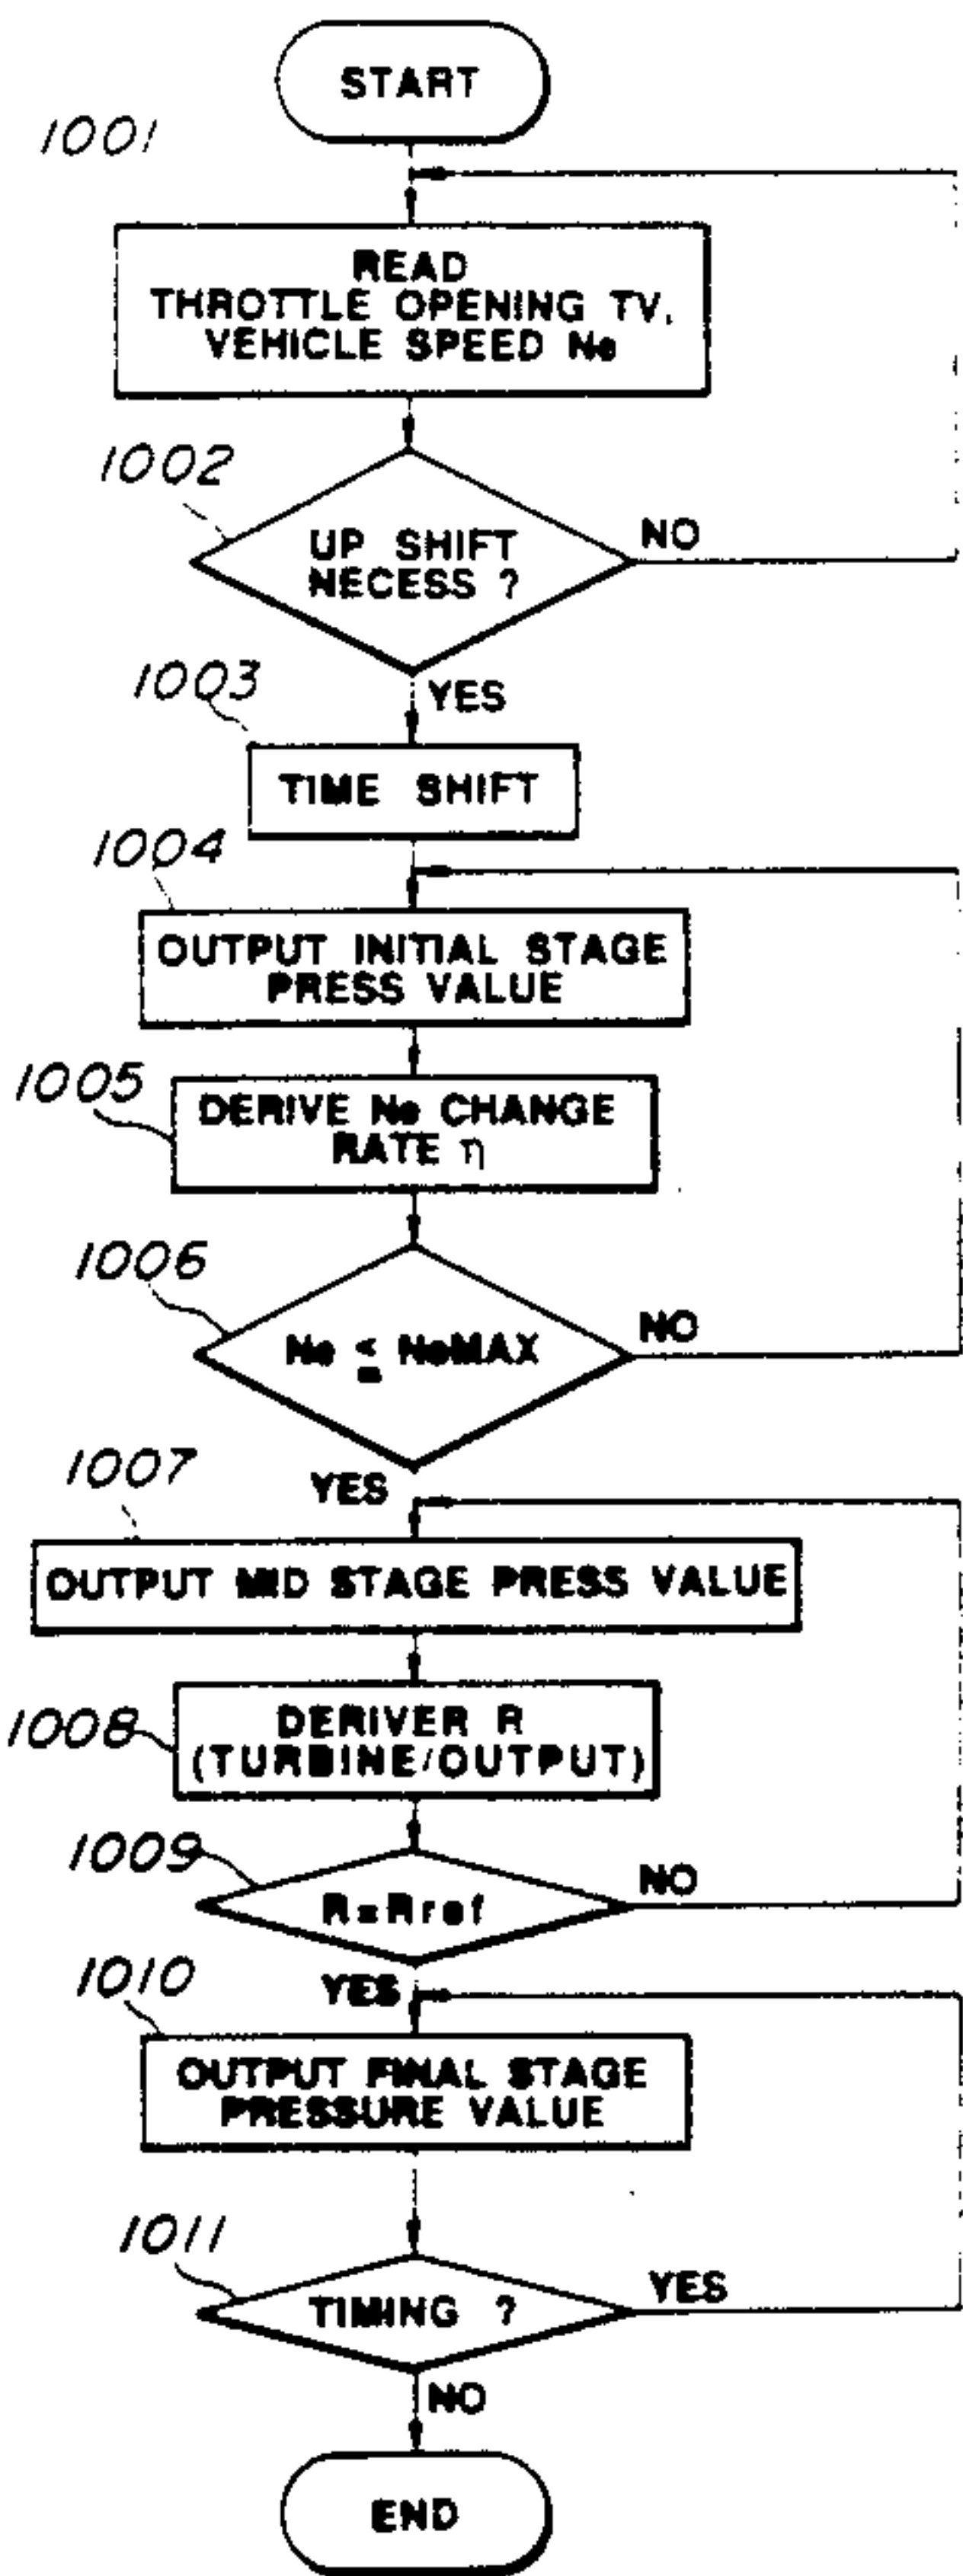 START
1001
READ
THROTTLE OPENING TV,
VEHICLE SPEED Ne
1002
UP SHIFT
NECESS ?
NO
YES
1003
TIME SHIFT
1004
OUTPUT INITIAL STAGE
PRESS VALUE
1005
DERIVE Ne CHANGE
RATE η
1006
Ne ≤ NeMAX
NO
YES
1007
OUTPUT MID STAGE PRESS VALUE
1008
DERIVER R
(TURBINE/OUTPUT)
1009
R=Rref
NO
YES
1010
OUTPUT FINAL STAGE
PRESSURE VALUE
1011
TIMING ?
YES
NO
END